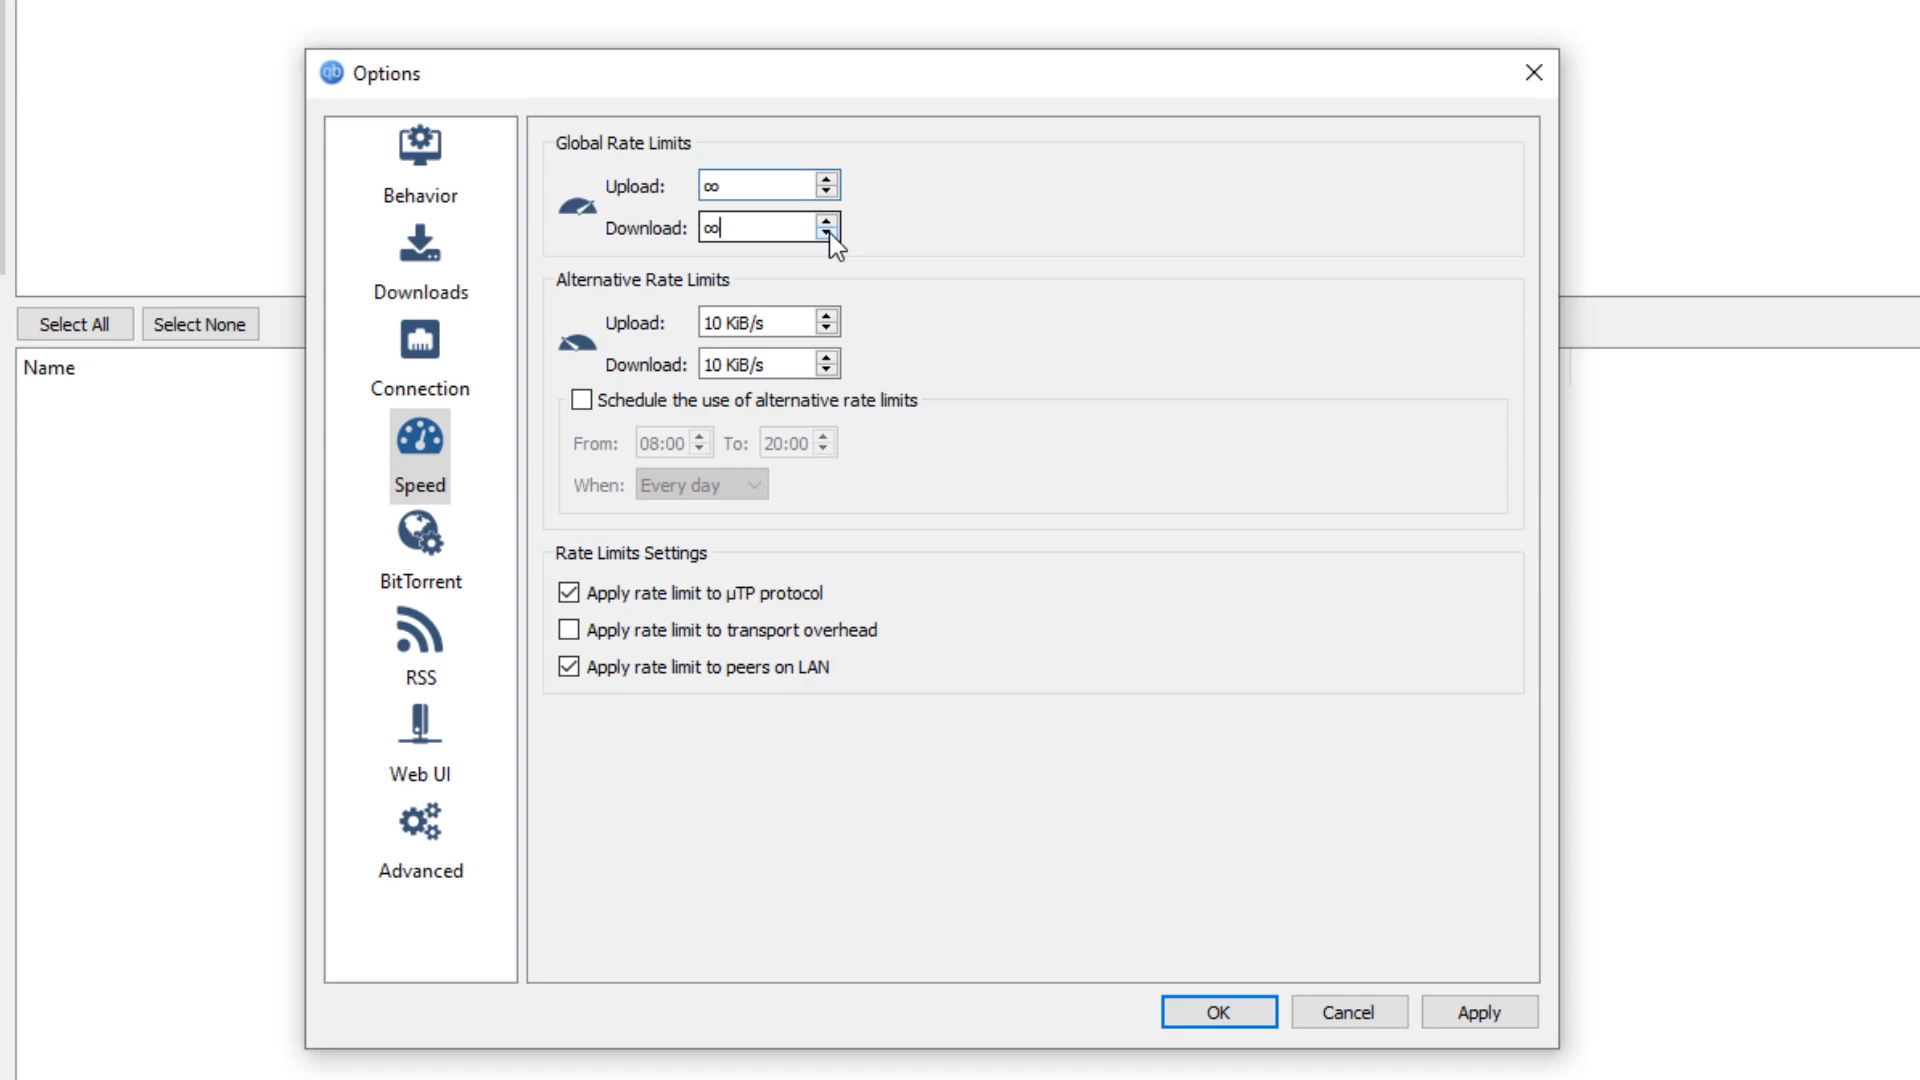 qb Options
Select All
Select None
Name
Behavior
Downloads
Connection
Speed
BitTorrent
RSS
Web UI
Advanced
Global Rate Limits
Upload: ∞
Download: ∞
Alternative Rate Limits
Upload: 10 KiB/s
Download: 10 KiB/s
Schedule the use of alternative rate limits
From: 08:00 To: 20:00
When: Every day
Rate Limits Settings
Apply rate limit to µTP protocol
Apply rate limit to transport overhead
Apply rate limit to peers on LAN
OK Cancel Apply